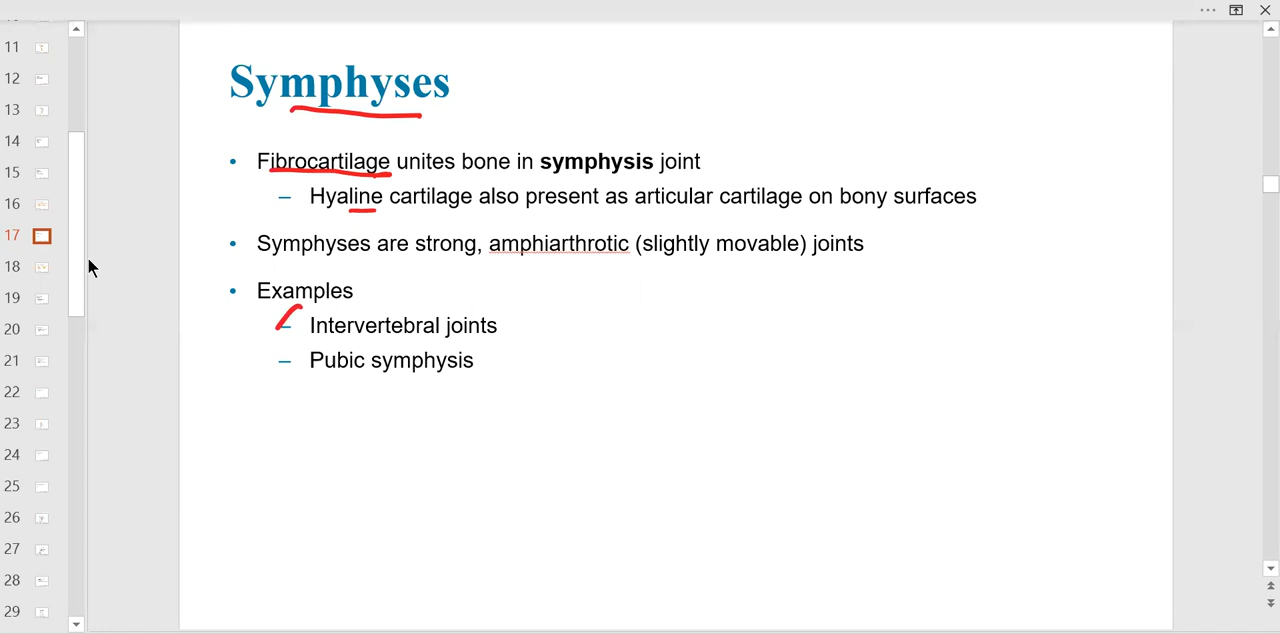 11
12
13
14
15
16
17
18
19
20
21
22
23
24
25
26
27
28
29
Symphyses
• Fibrocartilage unites bone in symphysis joint
– Hyaline cartilage also present as articular cartilage on bony surfaces
• Symphyses are strong, amphiarthrotic (slightly movable) joints
• Examples
– Intervertebral joints
– Pubic symphysis